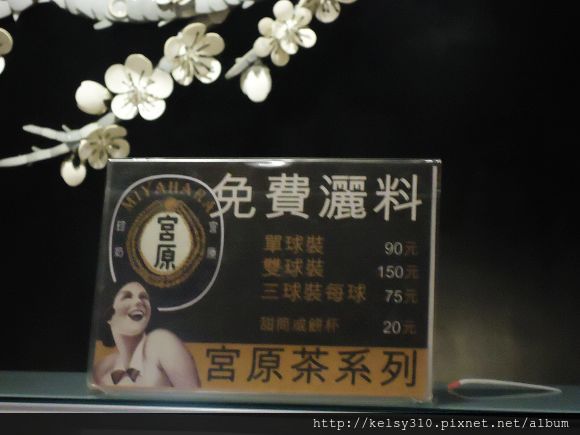 MIYAHARA
宮原
免費灑料
單球裝 90元
雙球裝 150元
三球裝每球 75元
甜筒或餅杯 20元
宮原茶系列
http://kelsy310.pixnet.net/album